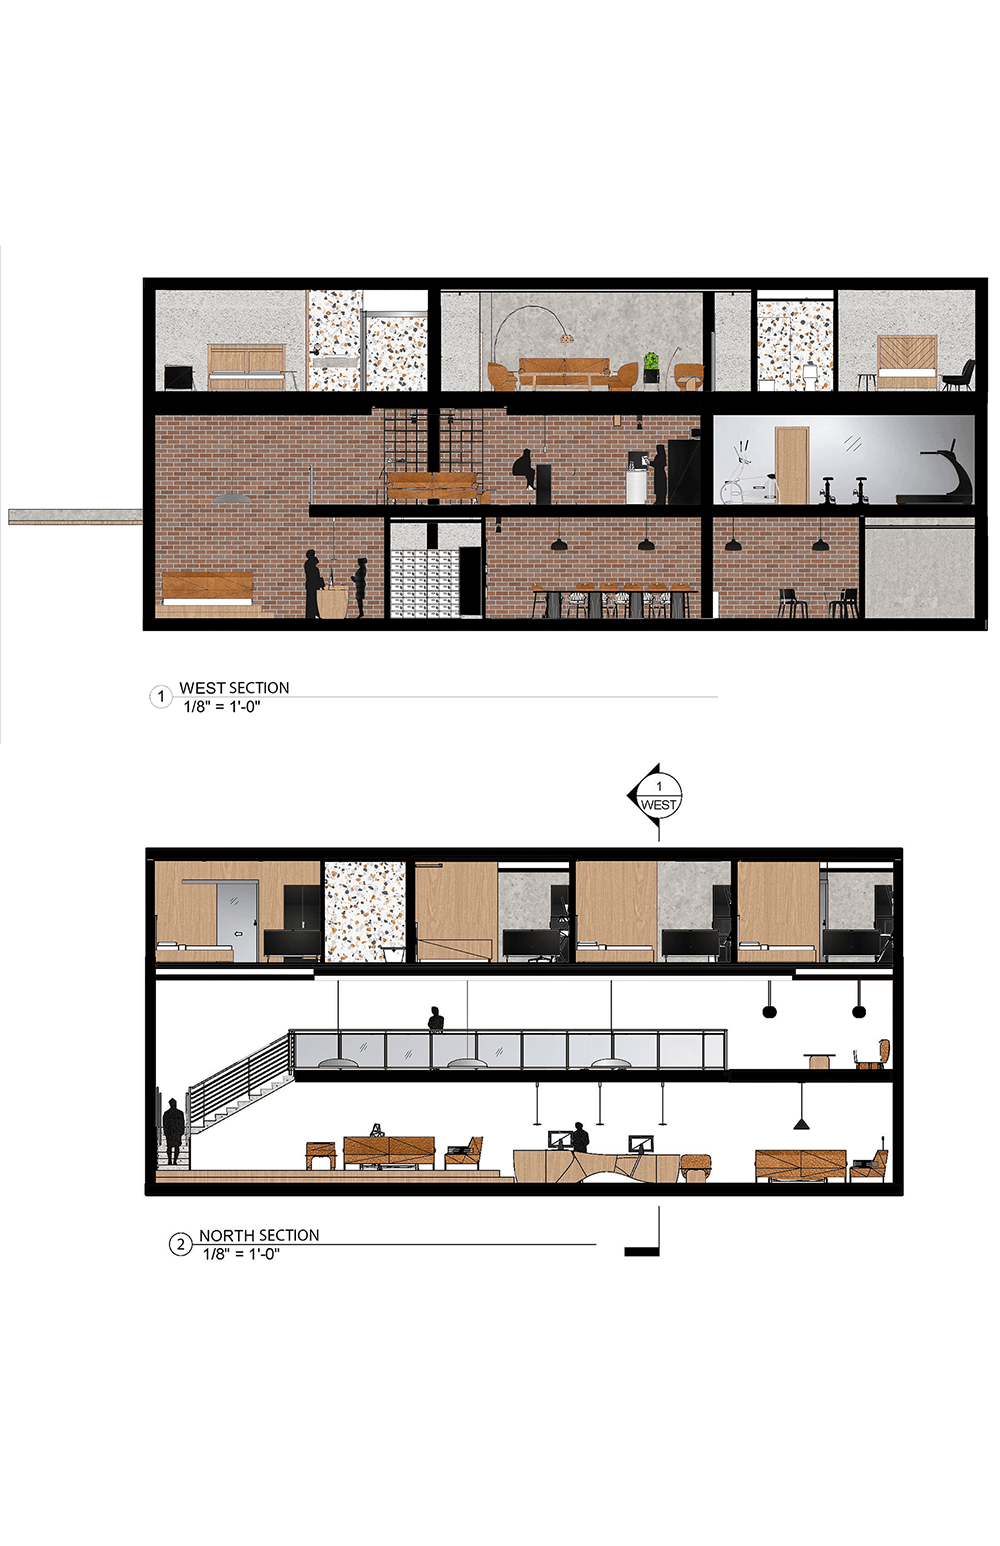 1 WEST SECTION
1/8" = 1'-0"
1
WEST
2 NORTH SECTION
1/8" = 1'-0"